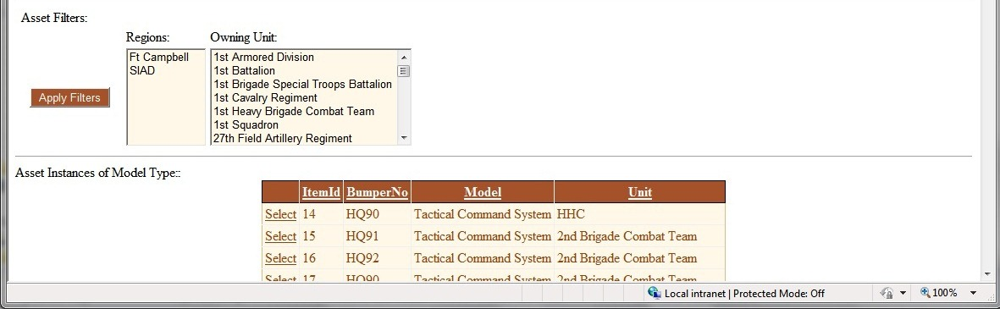 Asset Filters:
Regions: Owning Unit:
Ft Campbell
SIAD
1st Armored Division
1st Battalion
1st Brigade Special Troops Battalion
1st Cavalry Regiment
1st Heavy Brigade Combat Team
1st Squadron
27th Field Artillery Regiment
Apply Filters
Asset Instances of Model Type::
ItemId BumperNo Model Unit
Select 14 HQ90 Tactical Command System HHC
Select 15 HQ91 Tactical Command System 2nd Brigade Combat Team
Select 16 HQ92 Tactical Command System 2nd Brigade Combat Team
Select 17 HQ90 Tactical Command System 2nd Brigade Combat Team
Local intranet | Protected Mode: Off 100%